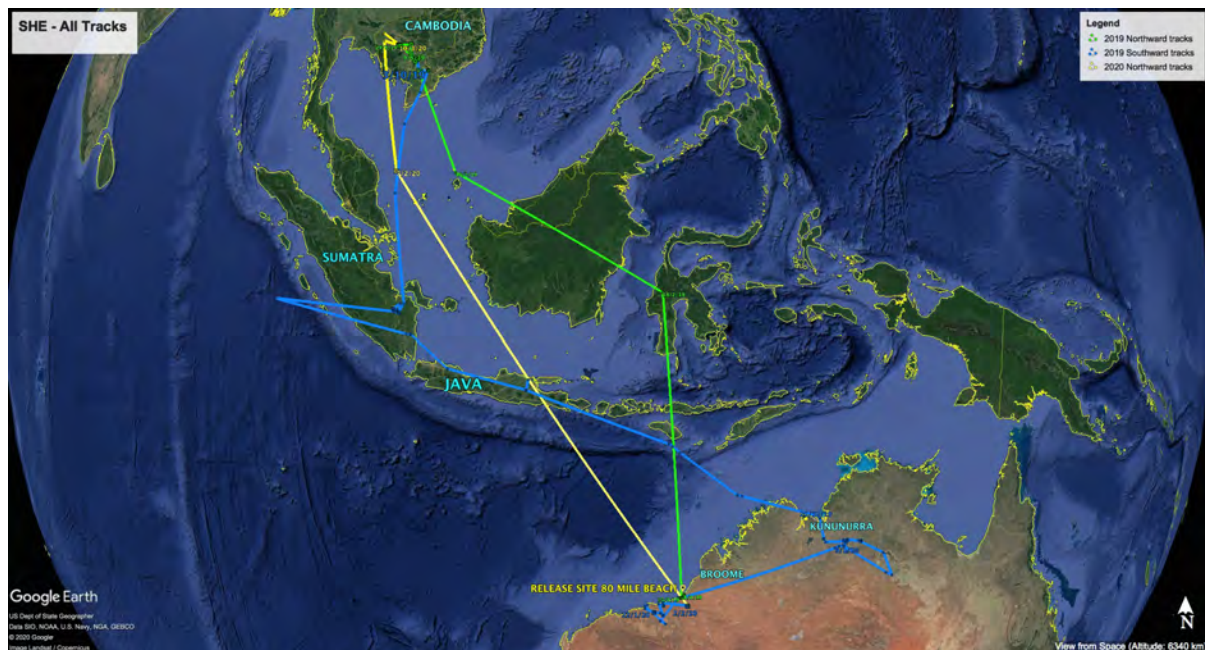 SHE - All Tracks
Legend
2019 Northward tracks
2019 Southward tracks
2020 Northward tracks
CAMBODIA
SUMATRA
JAVA
KUNUNURRA
BROOME
RELEASE SITE 80 MILE BEACH
Google Earth
US Dept of State Geographer
Data SIO, NOAA, U.S. Navy, NGA, GEBCO
© 2020 Google
Image Landsat / Copernicus
N
View from Space (Altitude: 6340 km)